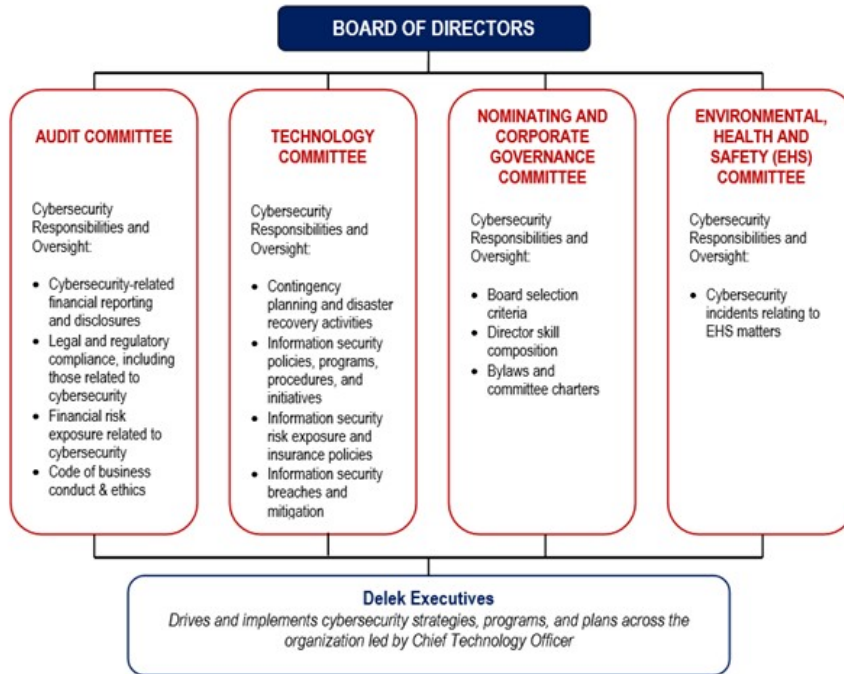 BOARD OF DIRECTORS
AUDIT COMMITTEE
Cybersecurity
Responsibilities and
Oversight:
• Cybersecurity-related
financial reporting
and disclosures
• Legal and regulatory
compliance, including
those related to
cybersecurity
• Financial risk
exposure related to
cybersecurity
• Code of business
conduct & ethics
TECHNOLOGY
COMMITTEE
Cybersecurity
Responsibilities and
Oversight:
• Contingency
planning and disaster
recovery activities
• Information security
policies, programs,
procedures, and
initiatives
• Information security
risk exposure and
insurance policies
• Information security
breaches and
mitigation
NOMINATING AND
CORPORATE
GOVERNANCE
COMMITTEE
Cybersecurity
Responsibilities and
Oversight:
• Board selection
criteria
• Director skill
composition
• Bylaws and
committee charters
ENVIRONMENTAL,
HEALTH AND
SAFETY (EHS)
COMMITTEE
Cybersecurity
Responsibilities and
Oversight:
• Cybersecurity
incidents relating to
EHS matters
Delek Executives
Drives and implements cybersecurity strategies, programs, and plans across the
organization led by Chief Technology Officer